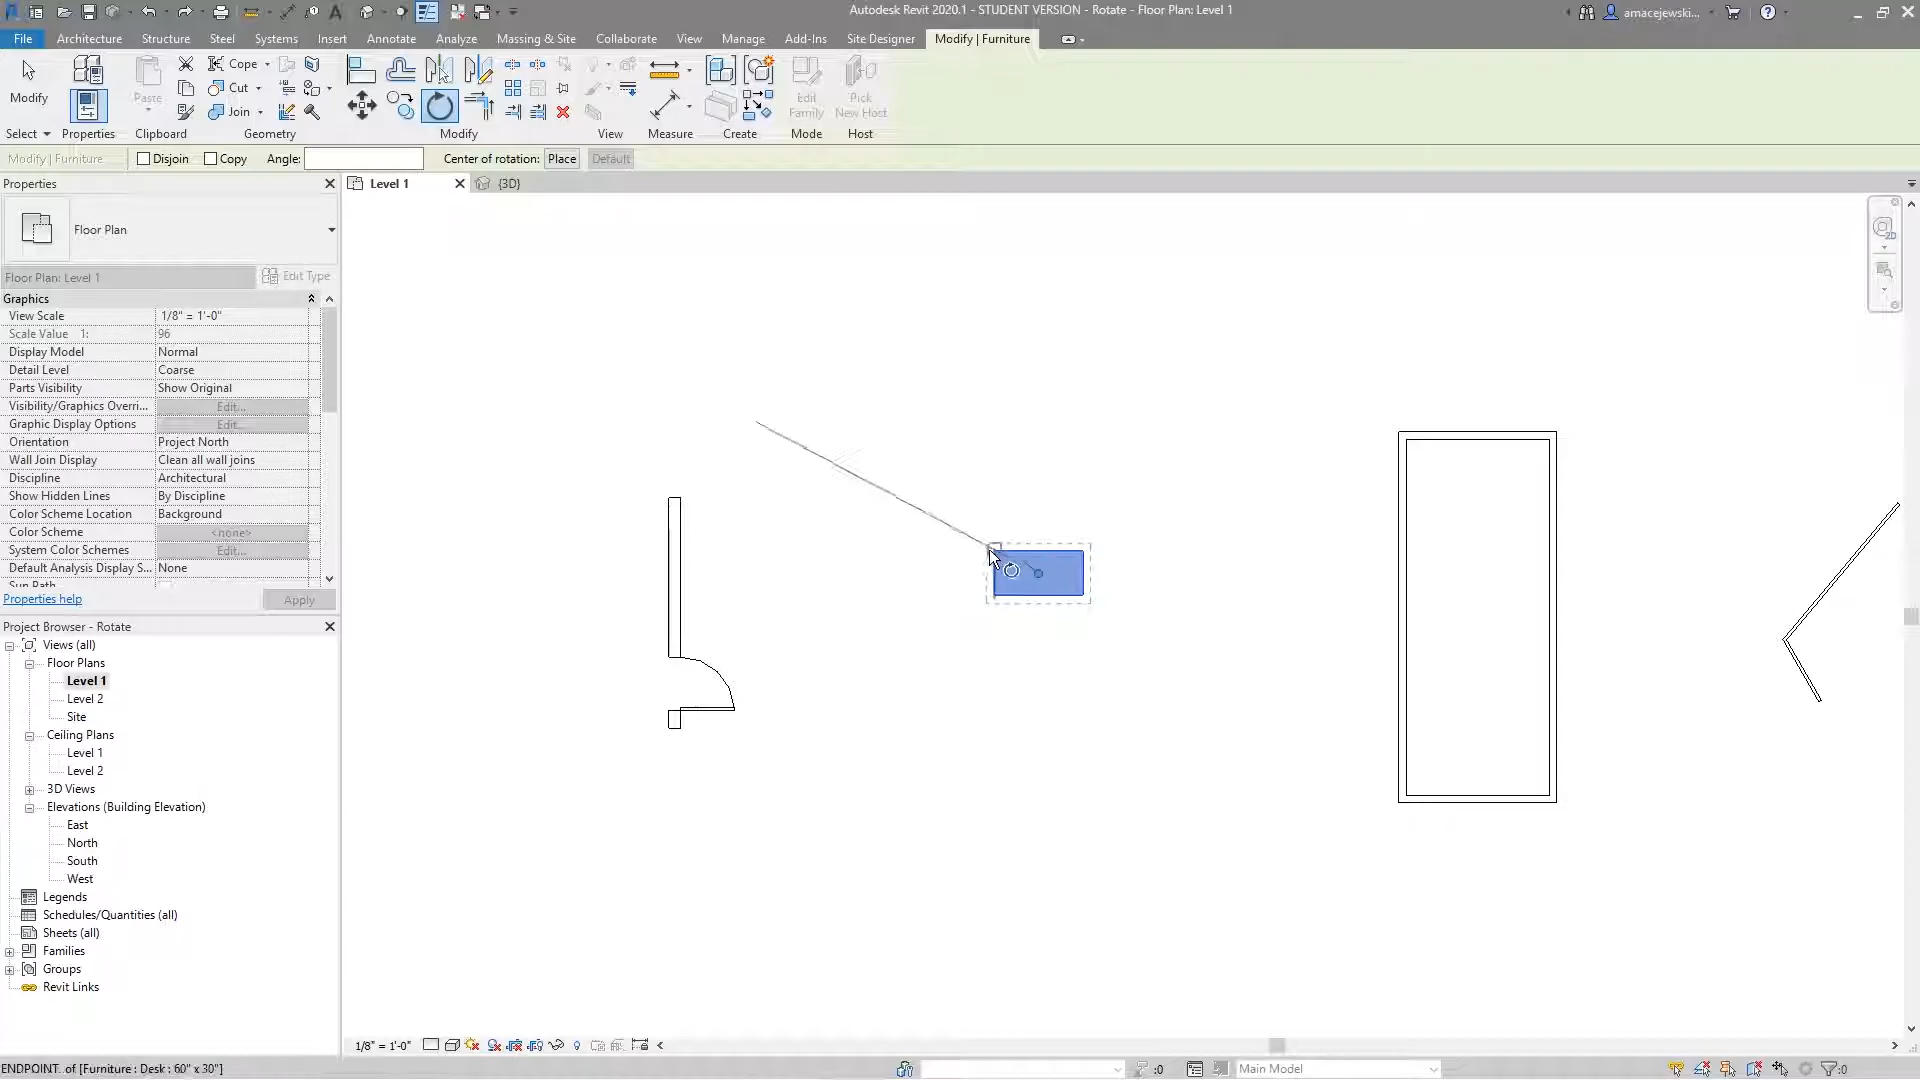 Autodesk Revit 2020.1 - STUDENT VERSION - Rotate - Floor Plan: Level 1
amacejewski...
File Architecture Structure Steel Systems Insert Annotate Analyze Massing & Site Collaborate View Manage Add-Ins Site Designer Modify | Furniture
Modify
Paste
Cope
Cut
Join
Edit
Family
Pick
New Host
Select Properties Clipboard Geometry Modify View Measure Create Mode Host
Modify | Furniture Disjoin Copy Angle: Center of rotation: Place Default
Properties
Level 1 {3D}
Floor Plan
Floor Plan: Level 1 Edit Type
Graphics
View Scale 1/8" = 1'-0"
Scale Value 1: 96
Display Model Normal
Detail Level Coarse
Parts Visibility Show Original
Visibility/Graphics Overri... Edit...
Graphic Display Options Edit...
Orientation Project North
Wall Join Display Clean all wall joins
Discipline Architectural
Show Hidden Lines By Discipline
Color Scheme Location Background
Color Scheme <none>
System Color Schemes Edit...
Default Analysis Display S... None
Sun Path
Properties help Apply
Project Browser - Rotate
Views (all)
Floor Plans
Level 1
Level 2
Site
Ceiling Plans
Level 1
Level 2
3D Views
Elevations (Building Elevation)
East
North
South
West
Legends
Schedules/Quantities (all)
Sheets (all)
Families
Groups
Revit Links
1/8" = 1'-0"
ENDPOINT of [Furniture : Desk : 60" x 30"] :0 Main Model :0